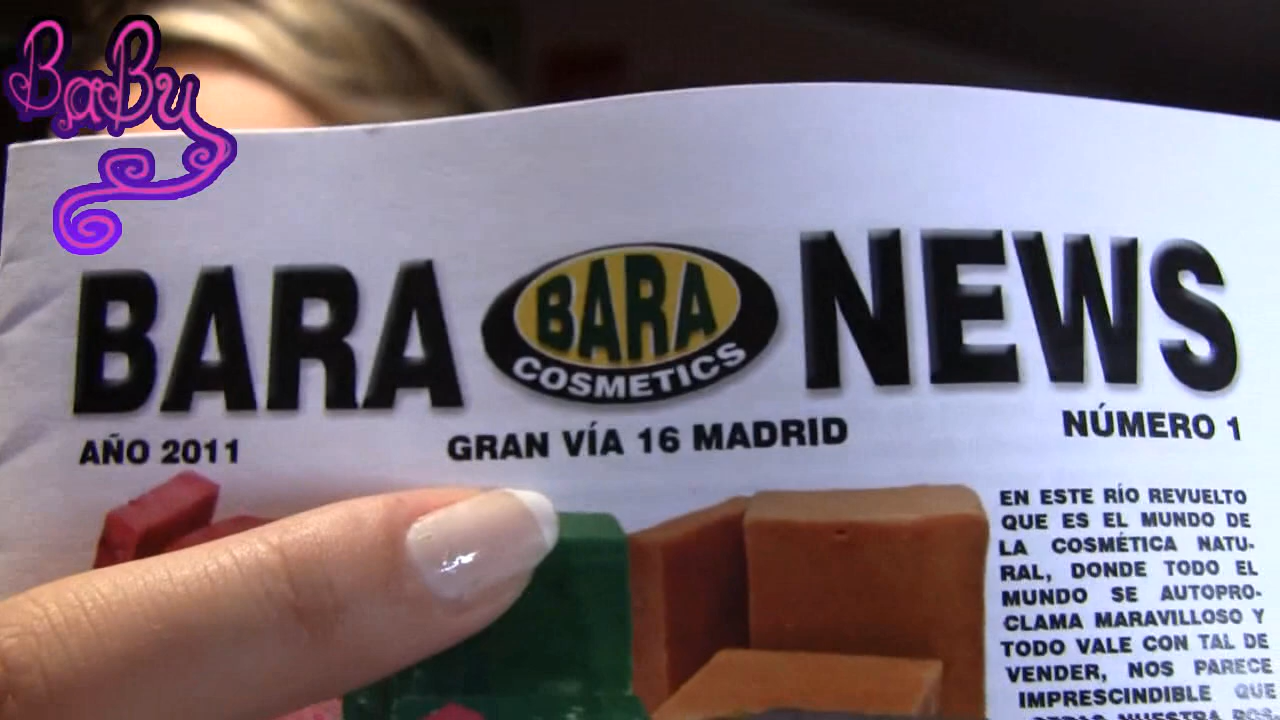 BaBy
BARA BARA NEWS
COSMETICS
AÑO 2011 GRAN VÍA 16 MADRID NÚMERO 1
EN ESTE RÍO REVUELTO
QUE ES EL MUNDO DE
LA COSMÉTICA NATU-
RAL, DONDE TODO EL
MUNDO SE AUTOPRO-
CLAMA MARAVILLOSO Y
TODO VALE CON TAL DE
VENDER, NOS PARECE
IMPRESCINDIBLE QUE